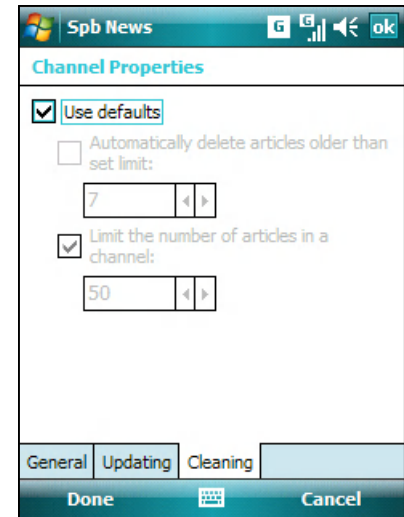 Spb News
G
G
ok
Channel Properties
Use defaults
Automatically delete articles older than
set limit:
7
Limit the number of articles in a
channel:
50
General Updating Cleaning
Done Cancel